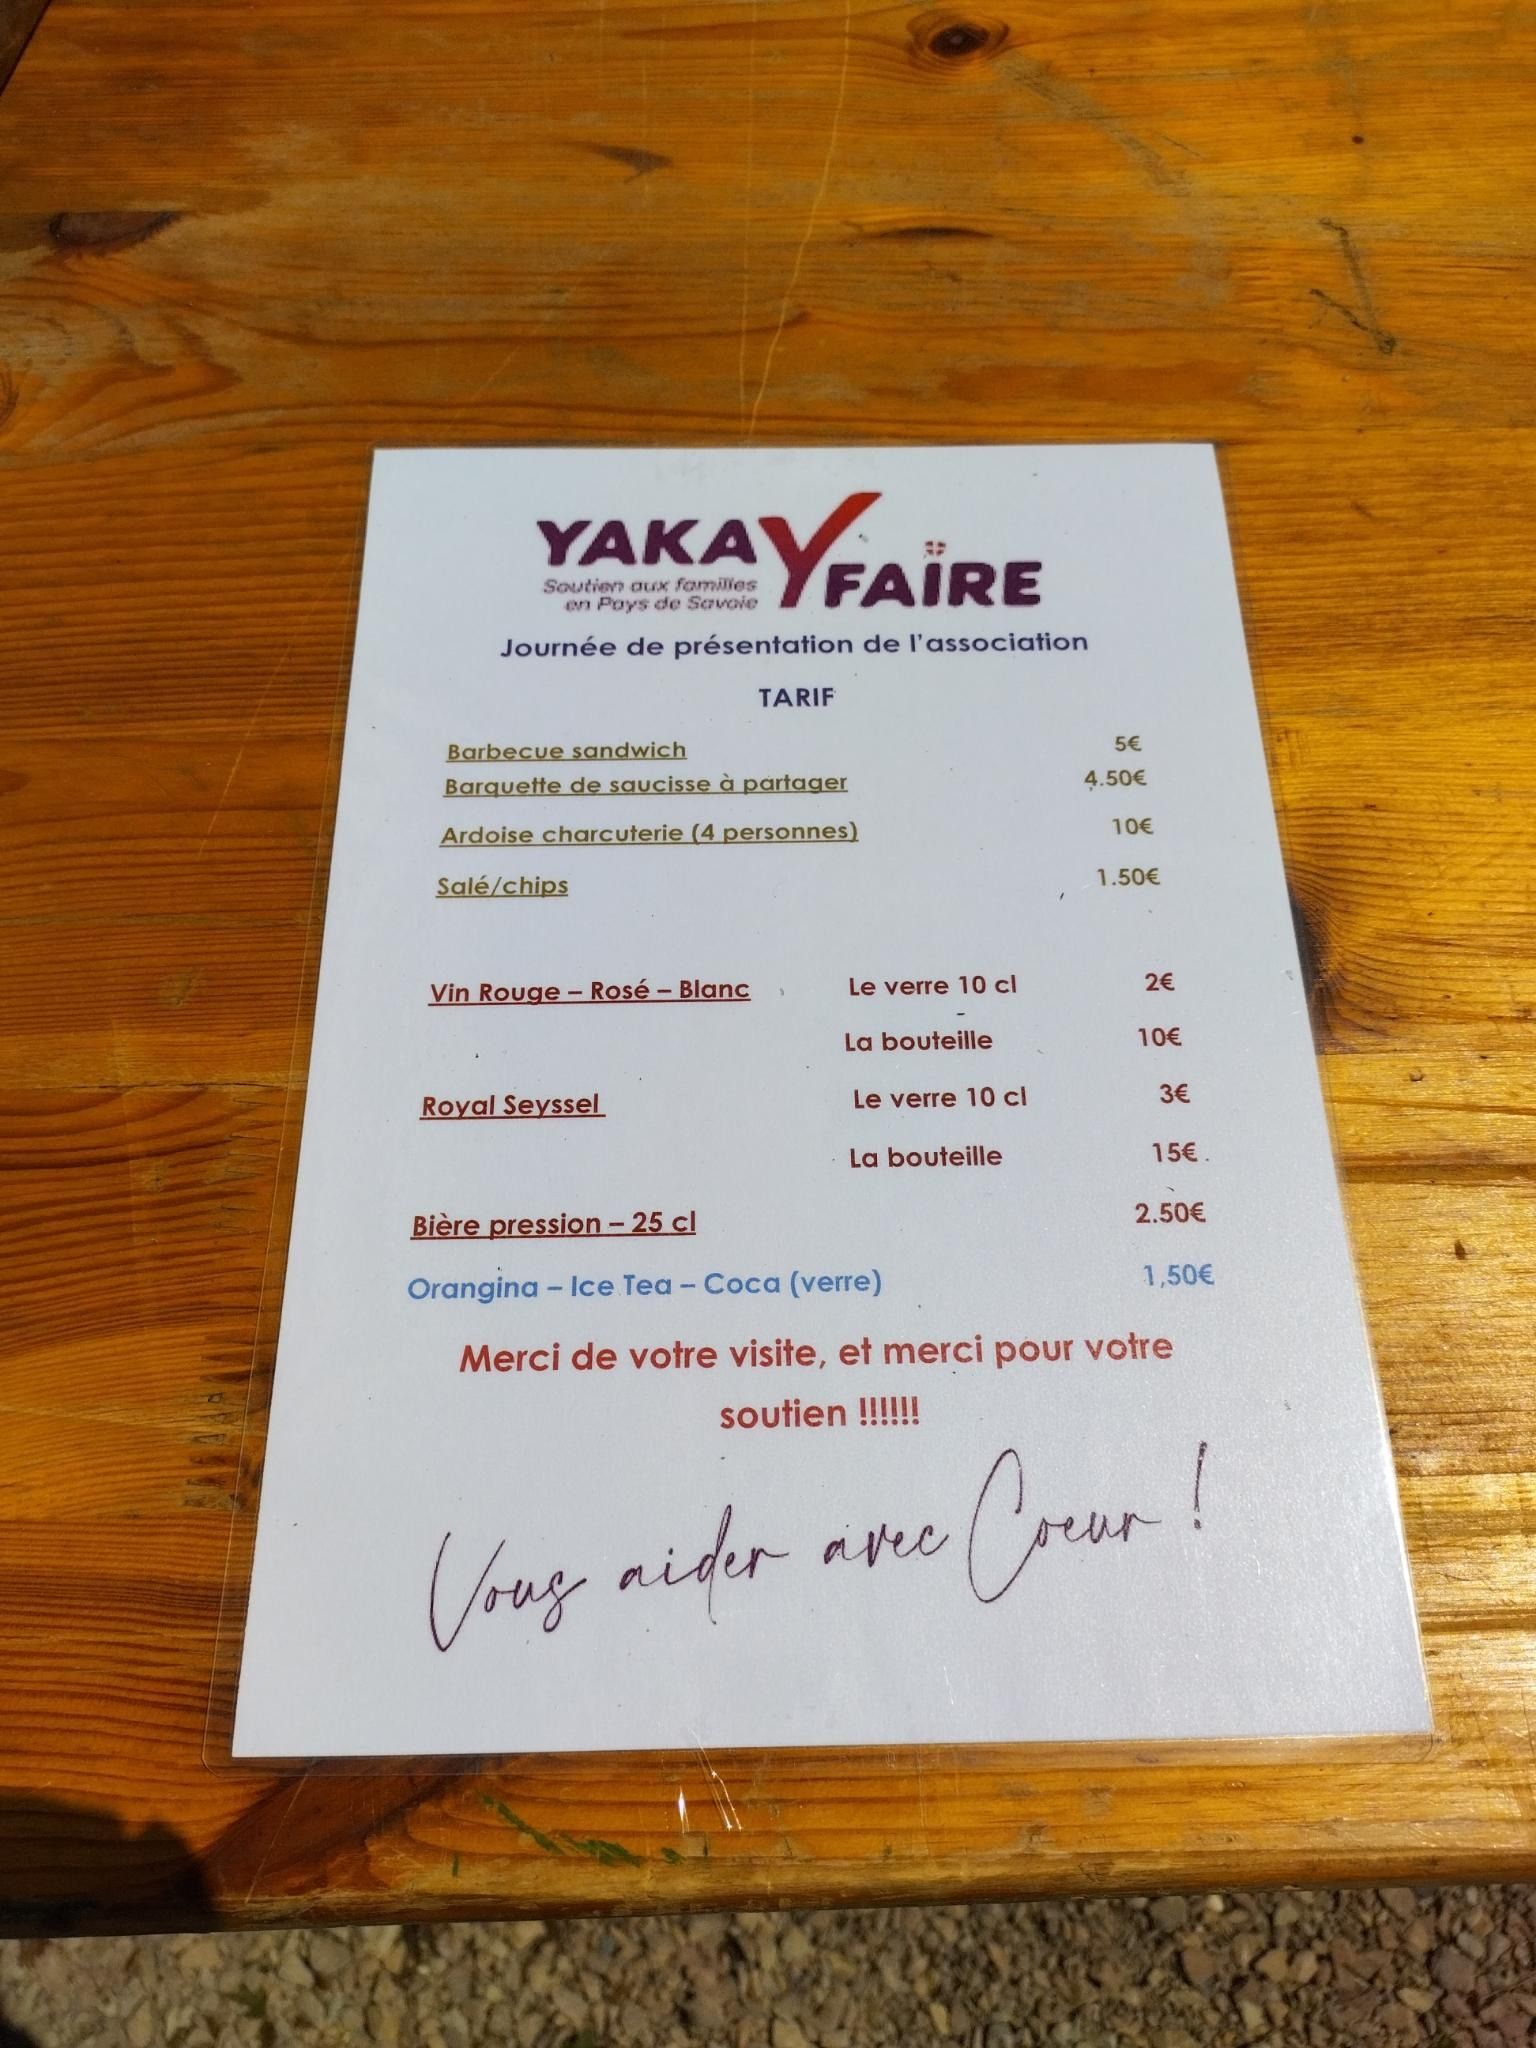 YAKA Y FAIRE
Soutien aux familles
en Pays de Savoie
Journée de présentation de l'association
TARIF
Barbecue sandwich 5€
Barquette de saucisse à partager 4.50€
Ardoise charcuterie (4 personnes) 10€
Salé/chips 1.50€
Vin Rouge – Rosé – Blanc Le verre 10 cl 2€
La bouteille 10€
Royal Seyssel Le verre 10 cl 3€
La bouteille 15€
Bière pression – 25 cl 2.50€
Orangina – Ice Tea – Coca (verre) 1,50€
Merci de votre visite, et merci pour votre
soutien !!!!!!
Vous aider avec Coeur !